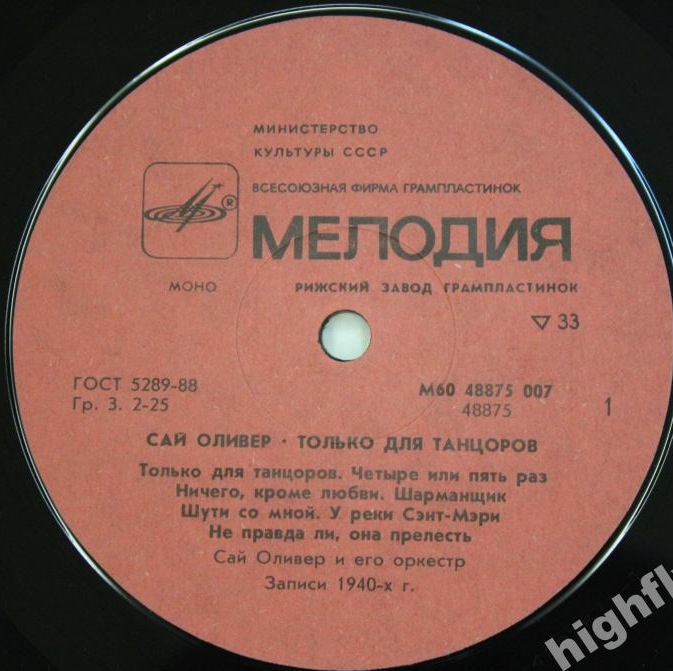 МИНИСТЕРСТВО
КУЛЬТУРЫ СССР
ВСЕСОЮЗНАЯ ФИРМА ГРАМПЛАСТИНОК
®
МЕЛОДИЯ
МОНО
РИЖСКИЙ ЗАВОД ГРАМПЛАСТИНОК
▽ 33
ГОСТ 5289-88
Гр. 3. 2-25
М60 48875 007
48875
1
САЙ ОЛИВЕР · ТОЛЬКО ДЛЯ ТАНЦОРОВ
Только для танцоров. Четыре или пять раз
Ничего, кроме любви. Шарманщик
Шути со мной. У реки Сэнт-Мэри
Не правда ли, она прелесть
Сай Оливер и его оркестр
Записи 1940-х г.